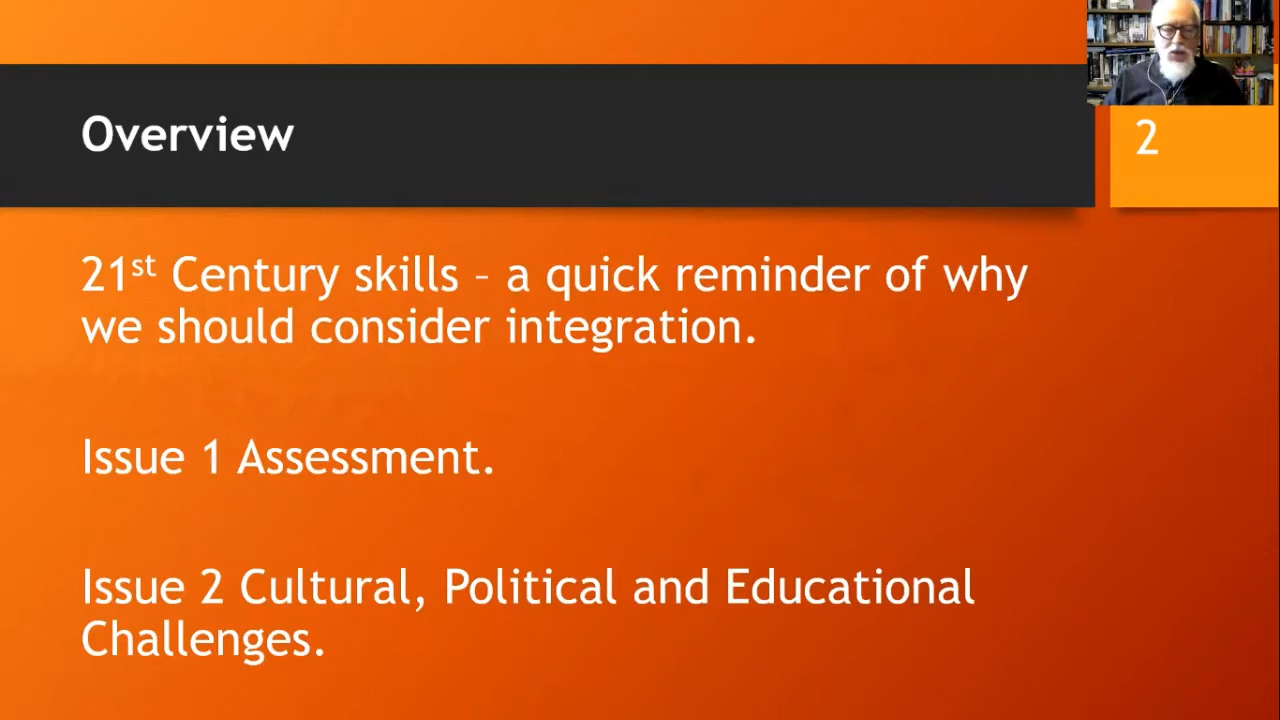 Overview
2
21st Century skills – a quick reminder of why
we should consider integration.
Issue 1 Assessment.
Issue 2 Cultural, Political and Educational
Challenges.